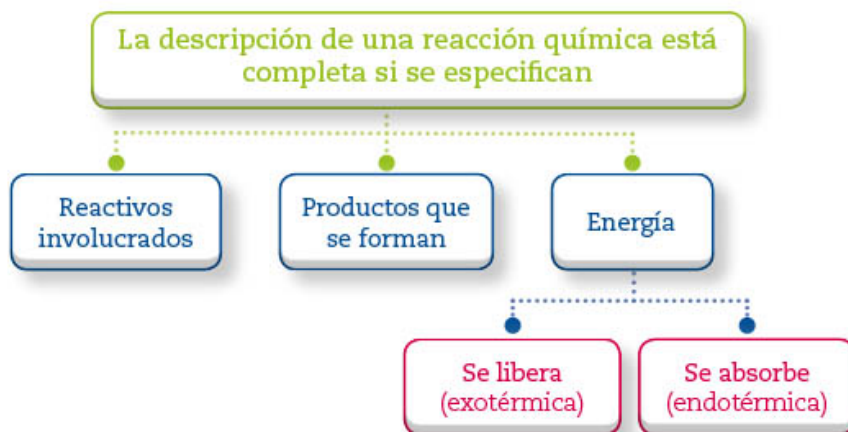 La descripción de una reacción química está
completa si se especifican
Reactivos
involucrados
Productos que
se forman
Energía
Se libera
(exotérmica)
Se absorbe
(endotérmica)